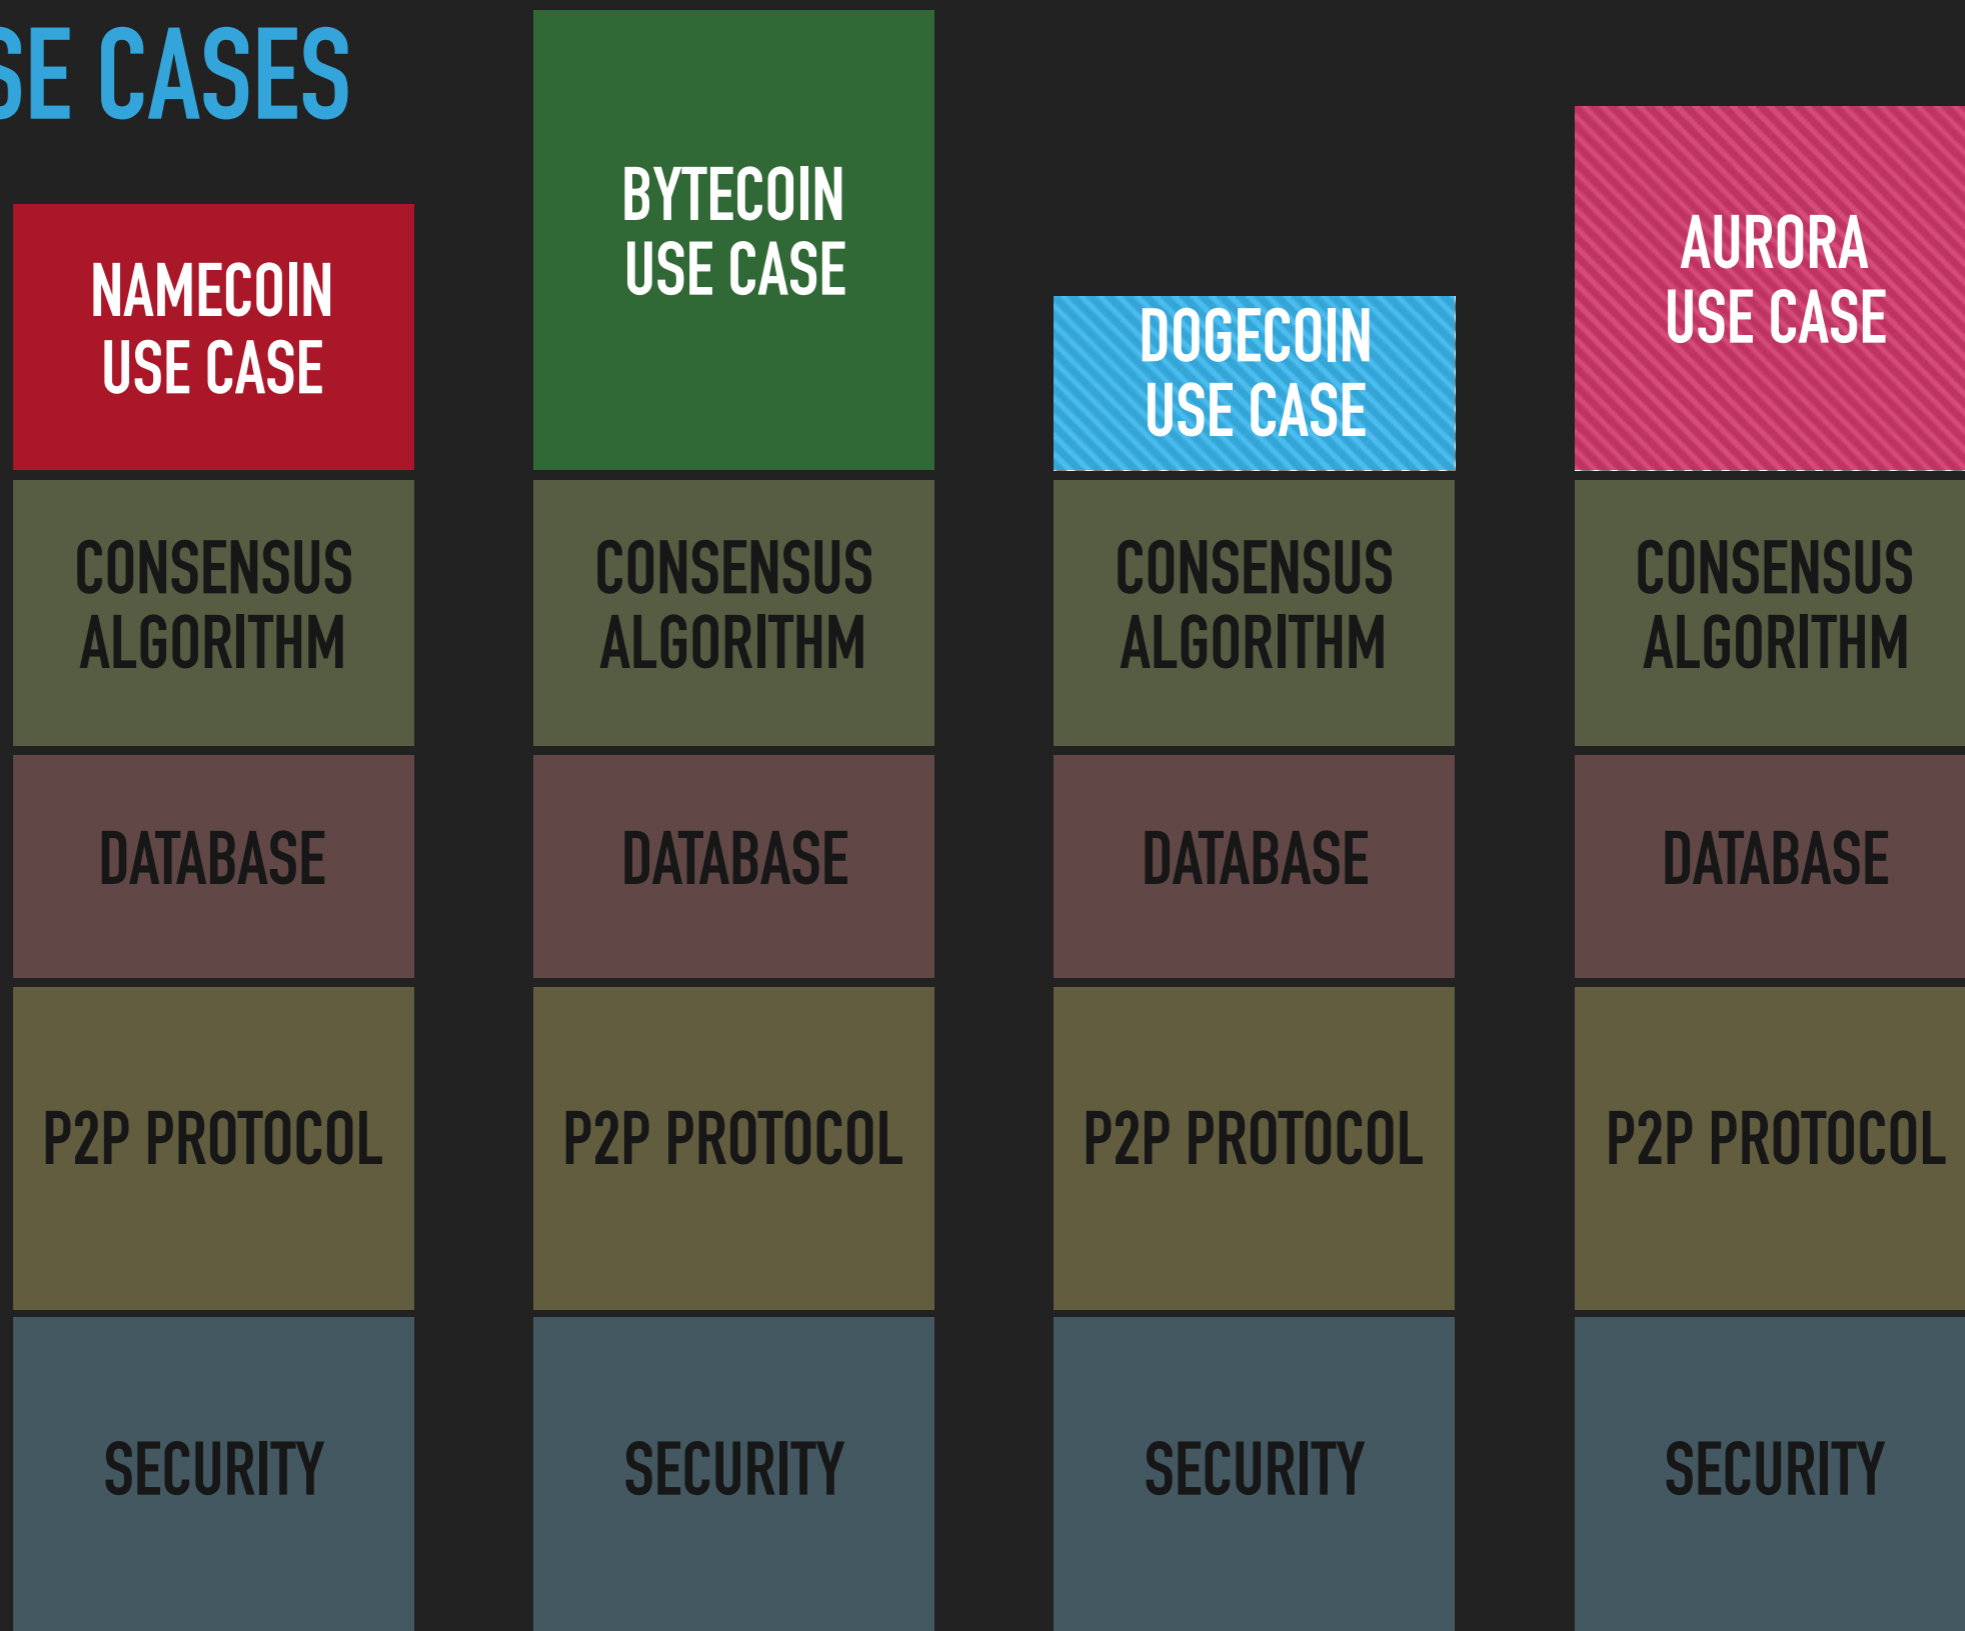 SE CASES
NAMECOIN
USE CASE
CONSENSUS
ALGORITHM
DATABASE
P2P PROTOCOL
SECURITY
BYTECOIN
USE CASE
CONSENSUS
ALGORITHM
DATABASE
P2P PROTOCOL
SECURITY
DOGECOIN
USE CASE
CONSENSUS
ALGORITHM
DATABASE
P2P PROTOCOL
SECURITY
AURORA
USE CASE
CONSENSUS
ALGORITHM
DATABASE
P2P PROTOCOL
SECURITY